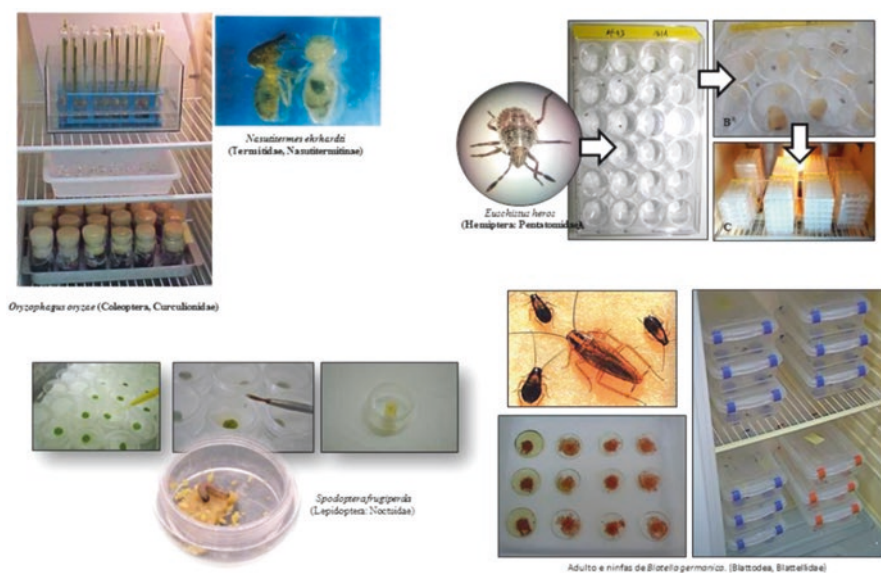 Nasutitermes ehrhardti
(Termitidae, Nasutitermitinae)
Oryzophagus oryzae (Coleoptera, Curculionidae)
Euschistus heros
(Hemiptera: Pentatomidae)
B
C
Spodoptera frugiperda
(Lepidoptera: Noctuidae)
Adulto e ninfas de Blatella germanica. (Blattodea, Blattellidae)